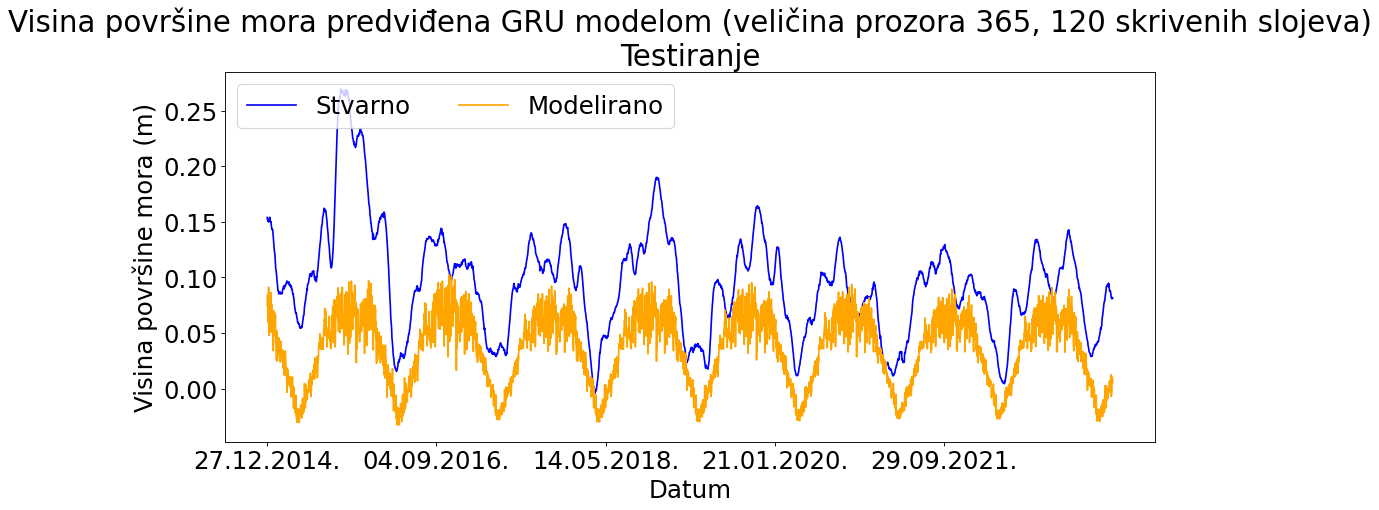 Visina površine mora predviđena GRU modelom (veličina prozora 365, 120 skrivenih slojeva)
Testiranje
Stvarno Modelirano
Visina površine mora (m)
0.25
0.20
0.15
0.10
0.05
0.00
27.12.2014. 04.09.2016. 14.05.2018. 21.01.2020. 29.09.2021.
Datum